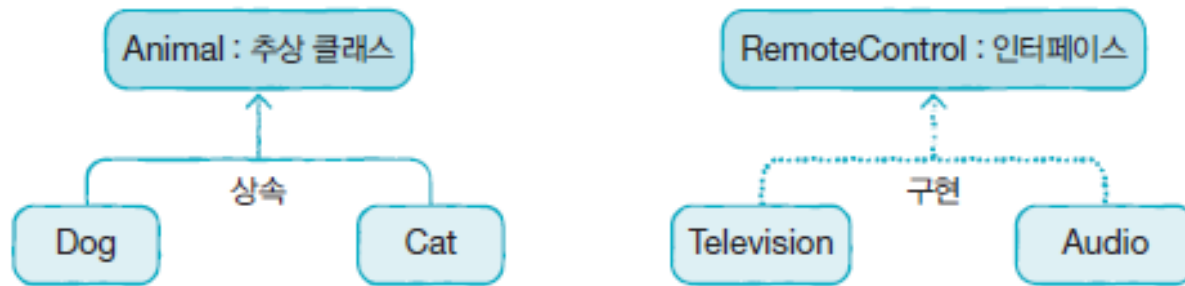 Animal : 추상 클래스
상속
Dog
Cat
RemoteControl : 인터페이스
구현
Television
Audio